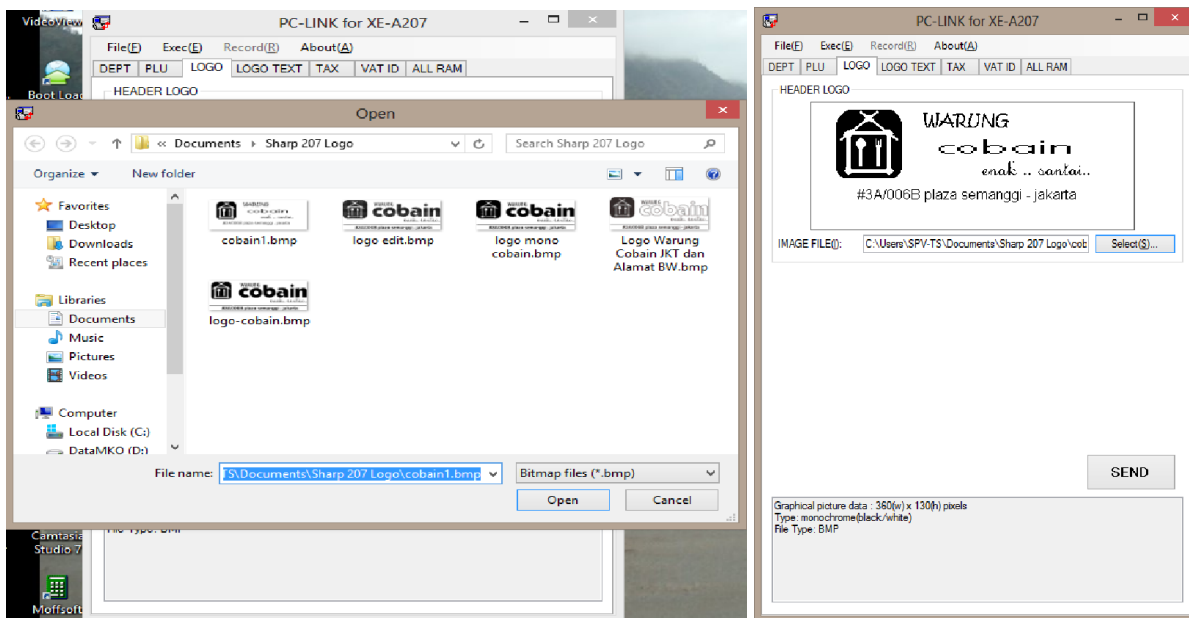 VideoView
PC-LINK for XE-A207
File(F) Exec(E) Record(R) About(A)
DEPT PLU LOGO LOGO TEXT TAX VAT ID ALL RAM
HEADER LOGO
Boot Load
Open
« Documents Sharp 207 Logo
Search Sharp 207 Logo
Organize
New folder
Favorites
Desktop
Downloads
Recent places
Libraries
Documents
Music
Pictures
Videos
Computer
Local Disk (C:)
DataMKO (D:)
cobain1.bmp
logo edit.bmp
logo mono
cobain.bmp
Logo Warung
Cobain JKT dan
Alamat BW.bmp
logo-cobain.bmp
File name:
TS\Documents\Sharp 207 Logo\cobain1.bmp
Bitmap files (*.bmp)
Open
Cancel
Camtasia
Studio 7
File Type: BMP
Moffsoft
PC-LINK for XE-A207
File(F) Exec(E) Record(R) About(A)
DEPT PLU LOGO LOGO TEXT TAX VAT ID ALL RAM
HEADER LOGO
WARUNG
cobain
enak .. santai..
#3A/006B plaza semanggi - jakarta
IMAGE FILE(I):
C:\Users\SPV-TS\Documents\Sharp 207 Logo\cob
Select(S)...
SEND
Graphical picture data : 360(w) x 130(h) pixels
Type: monochrome(black/white)
File Type: BMP